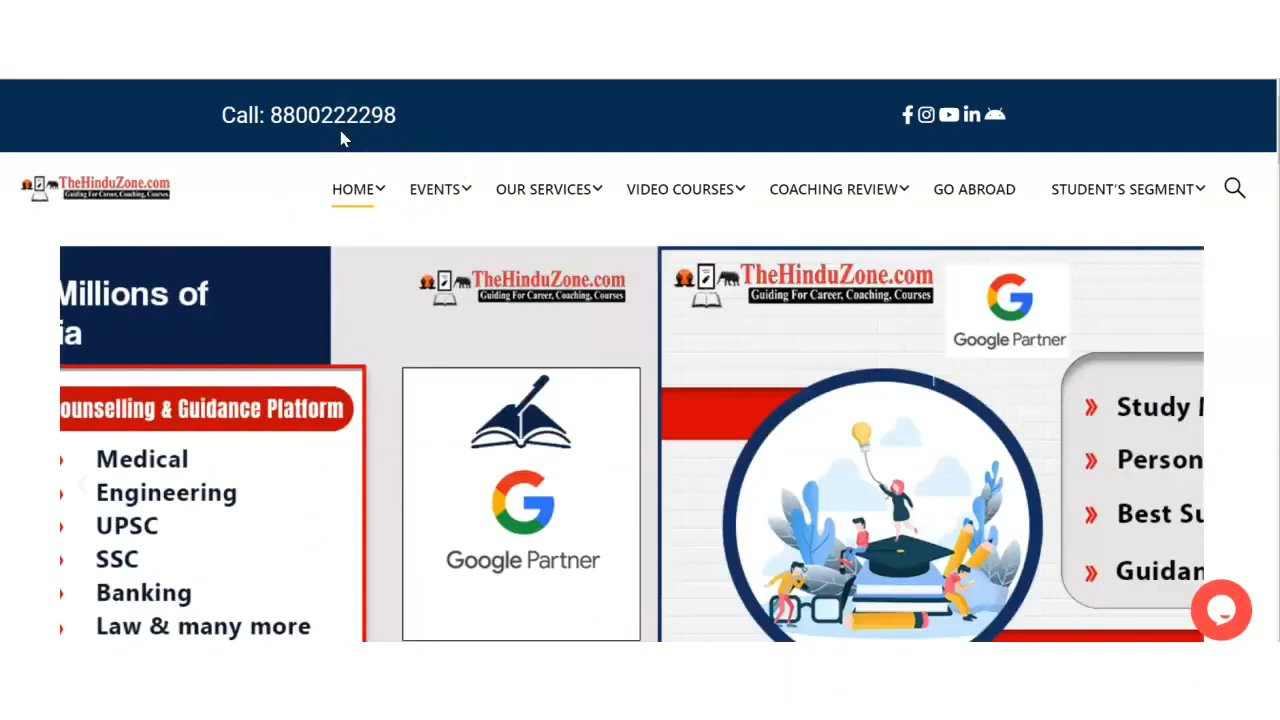 Call: 8800222298
TheHinduZone.com
Guiding For Career, Coaching, Courses
HOME EVENTS OUR SERVICES VIDEO COURSES COACHING REVIEW GO ABROAD STUDENT'S SEGMENT
Millions of
ia
ounselling & Guidance Platform
Medical
Engineering
UPSC
SSC
Banking
Law & many more
TheHinduZone.com
Guiding For Career, Coaching, Courses
Google Partner
TheHinduZone.com
Guiding For Career, Coaching, Courses
Google Partner
Study
Person
Best Su
Guidan